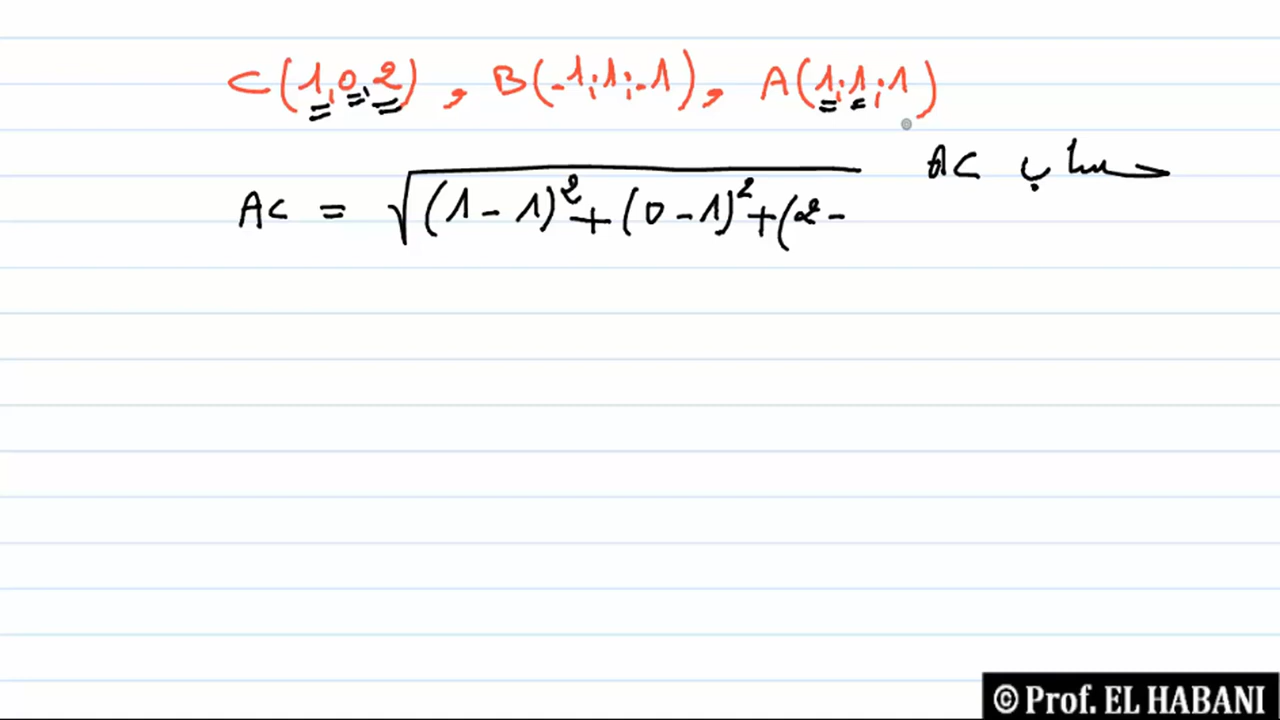 C(1,0,2) , B(-1;1;-1) , A(1;1;1)
حساب AC
AC = √(1-1)²+(0-1)²+(2-
© Prof. EL HABANI